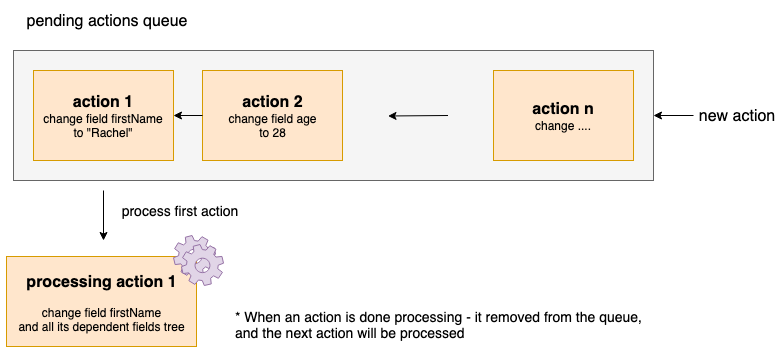 pending actions queue
action 1
change field firstName
to "Rachel"
action 2
change field age
to 28
action n
change ....
new action
process first action
processing action 1
change field firstName
and all its dependent fields tree
* When an action is done processing - it removed from the queue,
and the next action will be processed